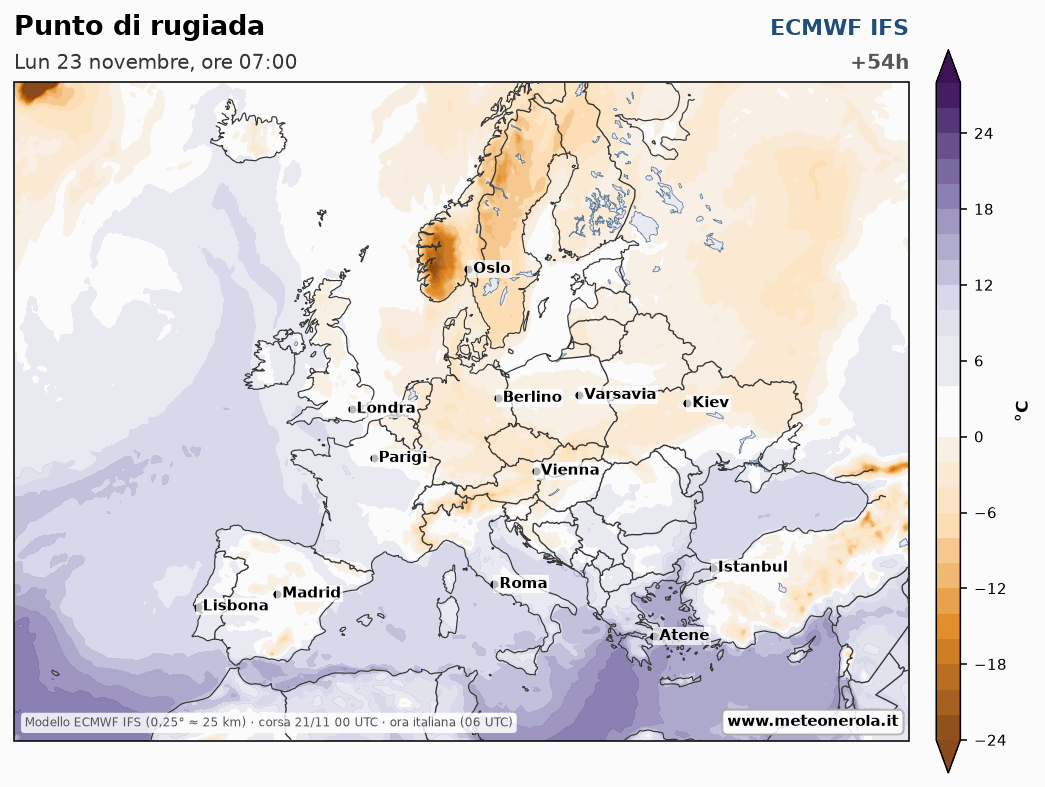 Punto di rugiada
ECMWF IFS
Lun 23 novembre, ore 07:00
+54h
24
18
12
6
0
−6
−12
−18
−24
°C
Oslo
Berlino
Varsavia
Kiev
Londra
Parigi
Vienna
Istanbul
Roma
Madrid
Lisbona
Atene
Modello ECMWF IFS (0,25° ≈ 25 km) · corsa 21/11 00 UTC · ora italiana (06 UTC)
www.meteonerola.it